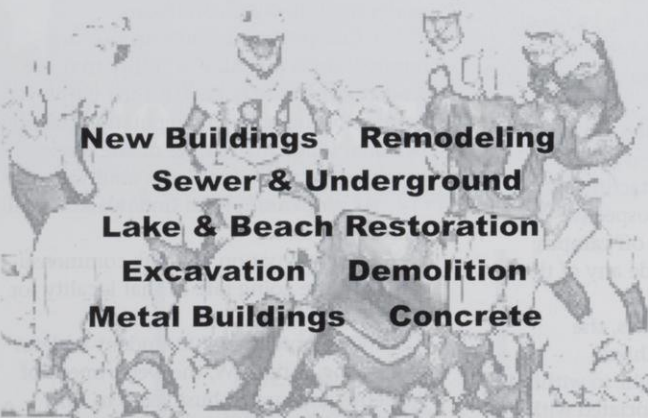 New Buildings Remodeling
Sewer & Underground
Lake & Beach Restoration
Excavation Demolition
Metal Buildings Concrete